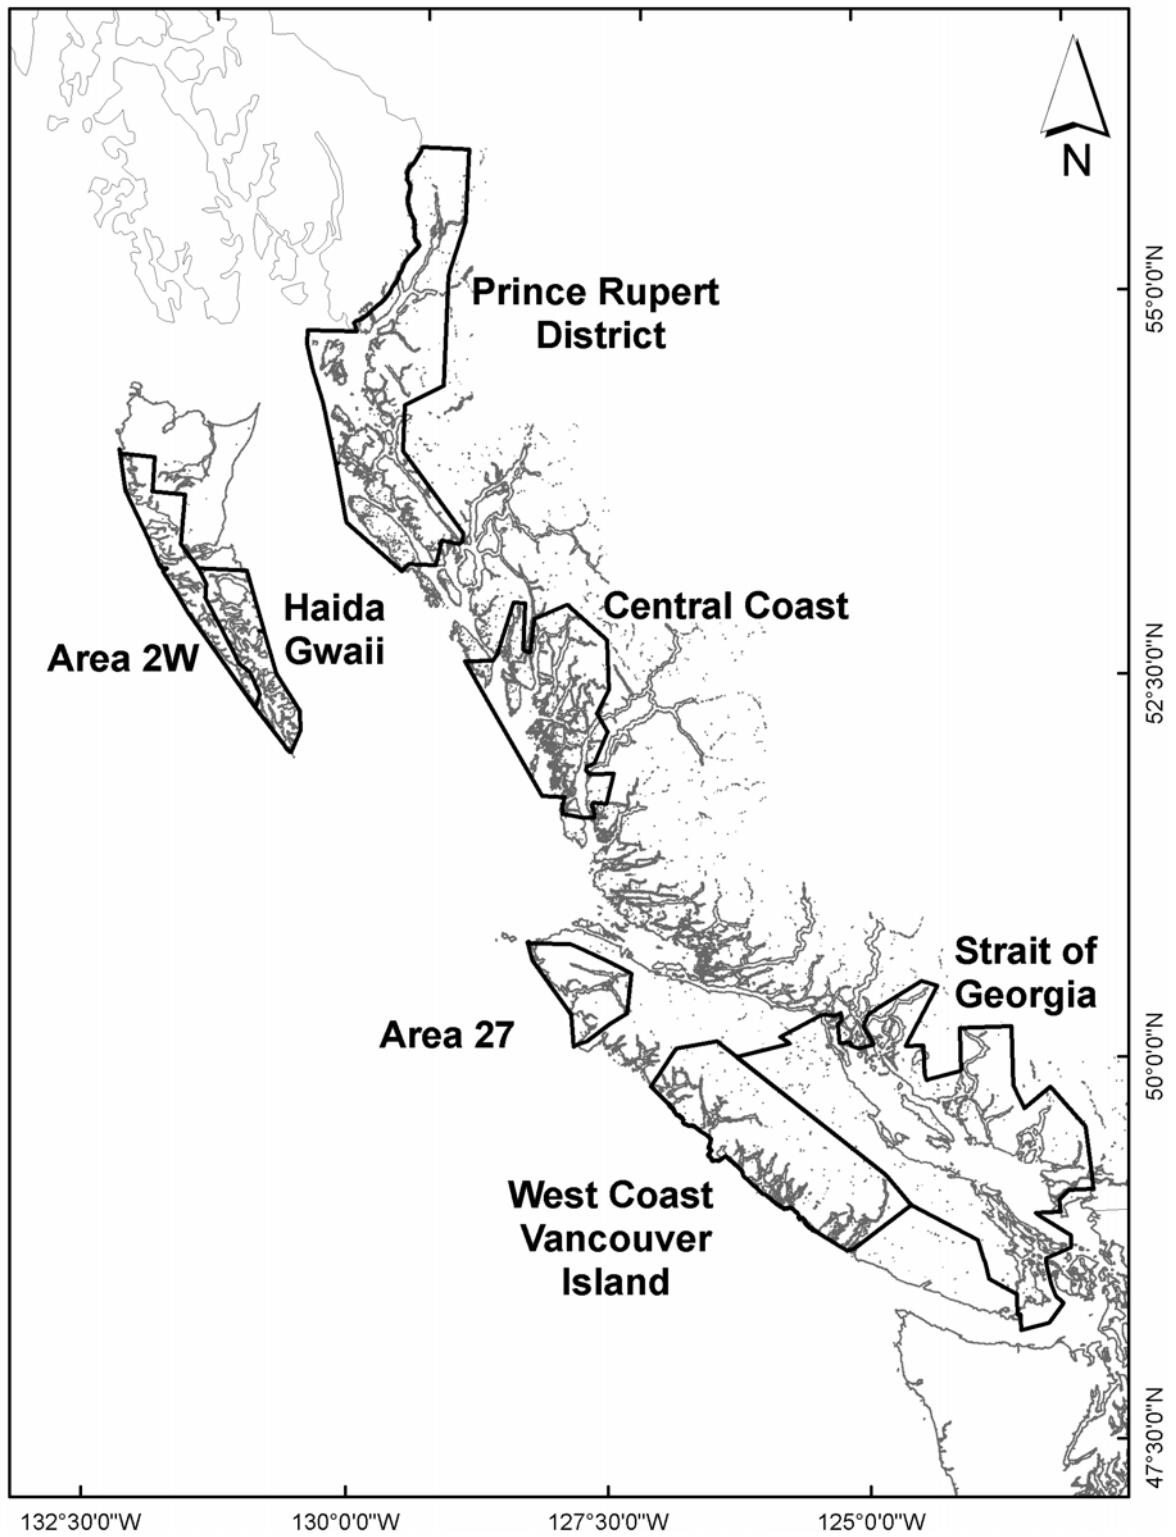 N
55°0'0"N
Prince Rupert
District
Haida
Gwaii
Central Coast
Area 2W
52°30'0"N
Strait of
Georgia
Area 27
50°0'0"N
West Coast
Vancouver
Island
47°30'0"N
132°30'0"W
130°0'0"W
127°30'0"W
125°0'0"W